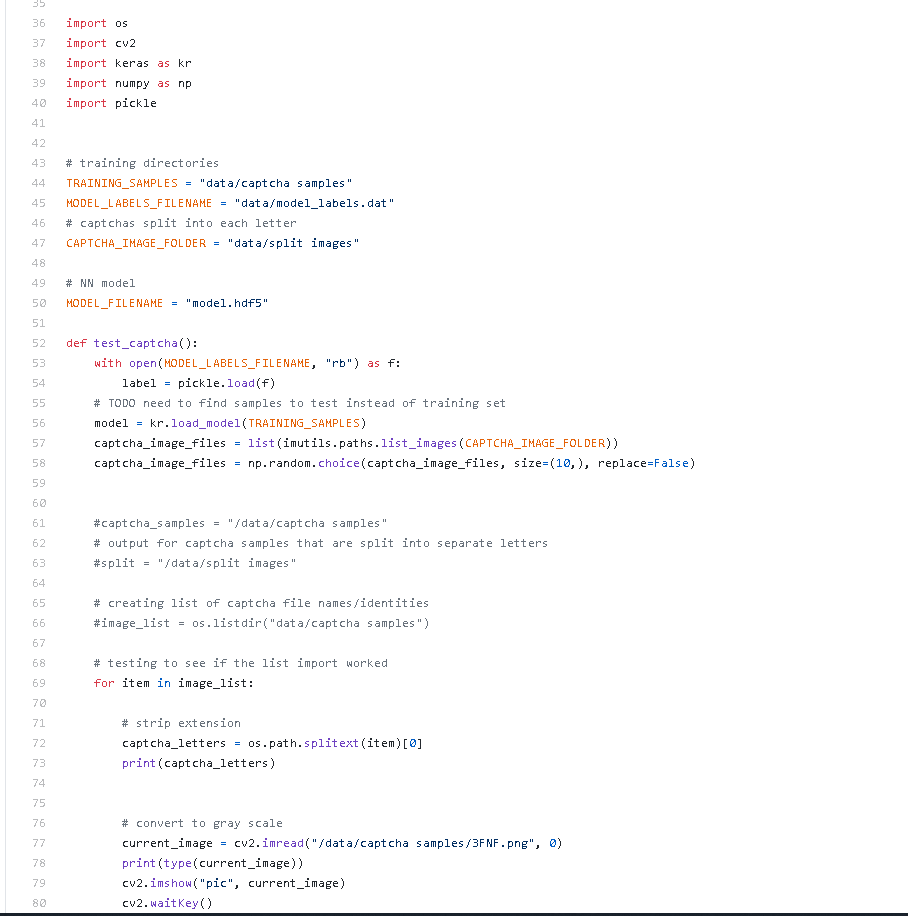 35
36 import os
37 import cv2
38 import keras as kr
39 import numpy as np
40 import pickle
41
42
43 # training directories
44 TRAINING_SAMPLES = "data/captcha samples"
45 MODEL_LABELS_FILENAME = "data/model_labels.dat"
46 # captchas split into each letter
47 CAPTCHA_IMAGE_FOLDER = "data/split images"
48
49 # NN model
50 MODEL_FILENAME = "model.hdf5"
51
52 def test_captcha():
53     with open(MODEL_LABELS_FILENAME, "rb") as f:
54         label = pickle.load(f)
55     # TODO need to find samples to test instead of training set
56     model = kr.load_model(TRAINING_SAMPLES)
57     captcha_image_files = list(imutils.paths.list_images(CAPTCHA_IMAGE_FOLDER))
58     captcha_image_files = np.random.choice(captcha_image_files, size=(10,), replace=False)
59
60
61     #captcha_samples = "/data/captcha samples"
62     # output for captcha samples that are split into separate letters
63     #split = "/data/split images"
64
65     # creating list of captcha file names/identities
66     #image_list = os.listdir("data/captcha samples")
67
68     # testing to see if the list import worked
69     for item in image_list:
70
71         # strip extension
72         captcha_letters = os.path.splitext(item)[0]
73         print(captcha_letters)
74
75
76         # convert to gray scale
77         current_image = cv2.imread("/data/captcha samples/3FNF.png", 0)
78         print(type(current_image))
79         cv2.imshow("pic", current_image)
80         cv2.waitKey()